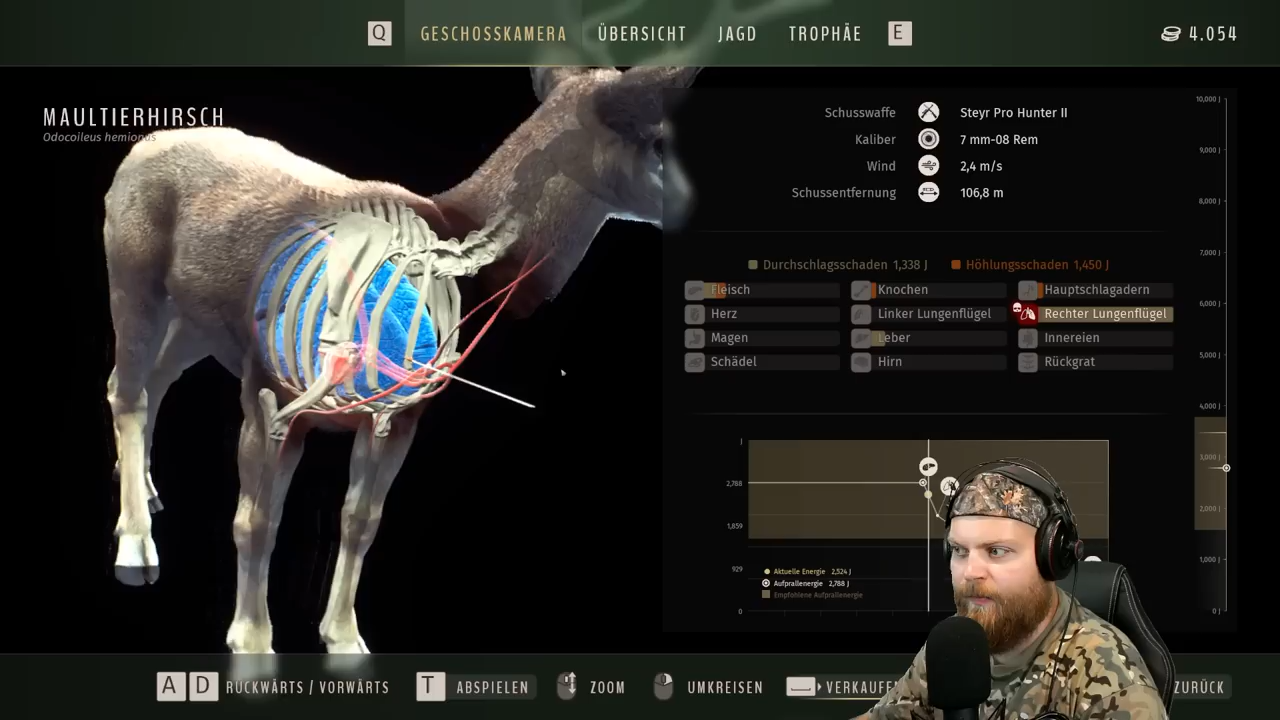 Q GESCHOSSKAMERA ÜBERSICHT JAGD TROPHÄE E 4.054
MAULTIERHIRSCH
Odocoileus hemionus
Schusswaffe Steyr Pro Hunter II
Kaliber 7 mm-08 Rem
Wind 2,4 m/s
Schussentfernung 106,8 m
Durchschlagsschaden 1,338 J Höhlungsschaden 1,450 J
Fleisch Knochen Hauptschlagadern
Herz Linker Lungenflügel Rechter Lungenflügel
Magen Leber Innereien
Schädel Hirn Rückgrat
10,000 J
9,000 J
8,000 J
7,000 J
6,000 J
5,000 J
4,000 J
3,000 J
2,000 J
1,000 J
0 J
J
2,788
1,859
929
0
Aktuelle Energie 2,524 J
Aufprallenergie 2,788 J
Empfohlene Aufprallenergie
A D RÜCKWÄRTS / VORWÄRTS T ABSPIELEN ZOOM UMKREISEN VERKAUFEN ZURÜCK